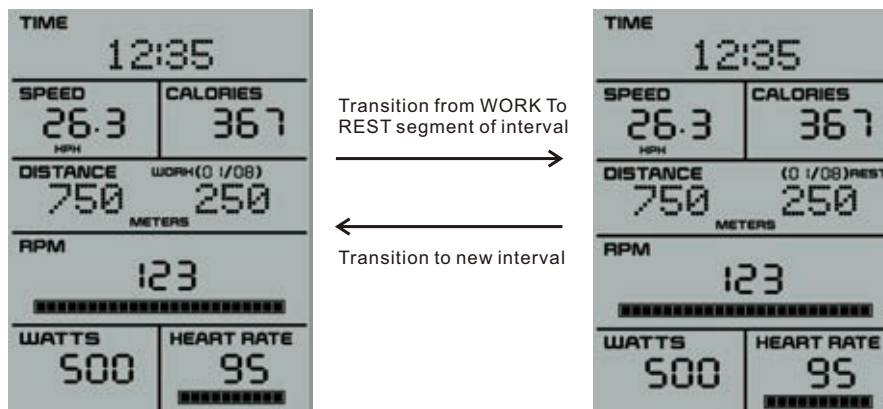 TIME
12:35
SPEED CALORIES
26.3 367
MPH
DISTANCE WORK(01/08)
750 250
METERS
RPM
123
WATTS HEART RATE
500 95
Transition from WORK To
REST segment of interval
Transition to new interval
TIME
12:35
SPEED CALORIES
26.3 367
MPH
DISTANCE (01/08)REST
750 250
METERS
RPM
123
WATTS HEART RATE
500 95